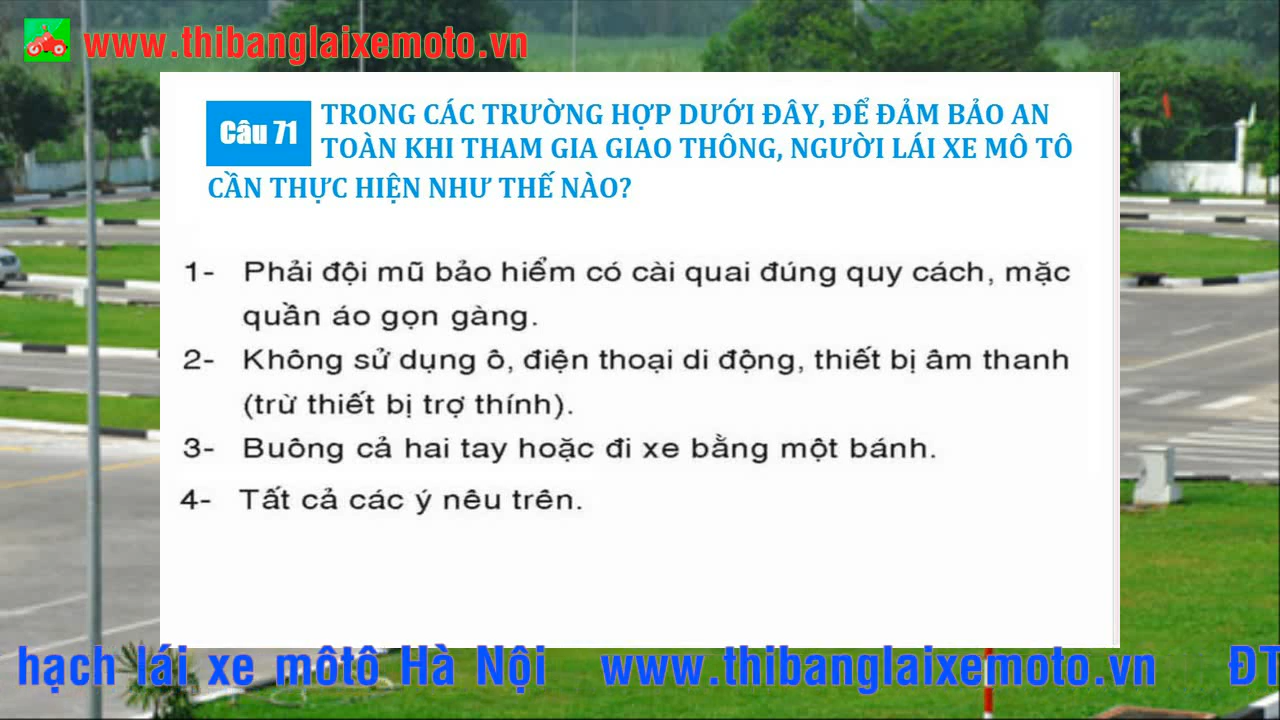 www.thibanglaixemoto.vn
Câu 71
TRONG CÁC TRƯỜNG HỢP DƯỚI ĐÂY, ĐỂ ĐẢM BẢO AN
TOÀN KHI THAM GIA GIAO THÔNG, NGƯỜI LÁI XE MÔ TÔ
CẦN THỰC HIỆN NHƯ THẾ NÀO?
1- Phải đội mũ bảo hiểm có cài quai đúng quy cách, mặc
quần áo gọn gàng.
2- Không sử dụng ô, điện thoại di động, thiết bị âm thanh
(trừ thiết bị trợ thính).
3- Buông cả hai tay hoặc đi xe bằng một bánh.
4- Tất cả các ý nêu trên.
hạch lái xe môtô Hà Nội www.thibanglaixemoto.vn ĐT